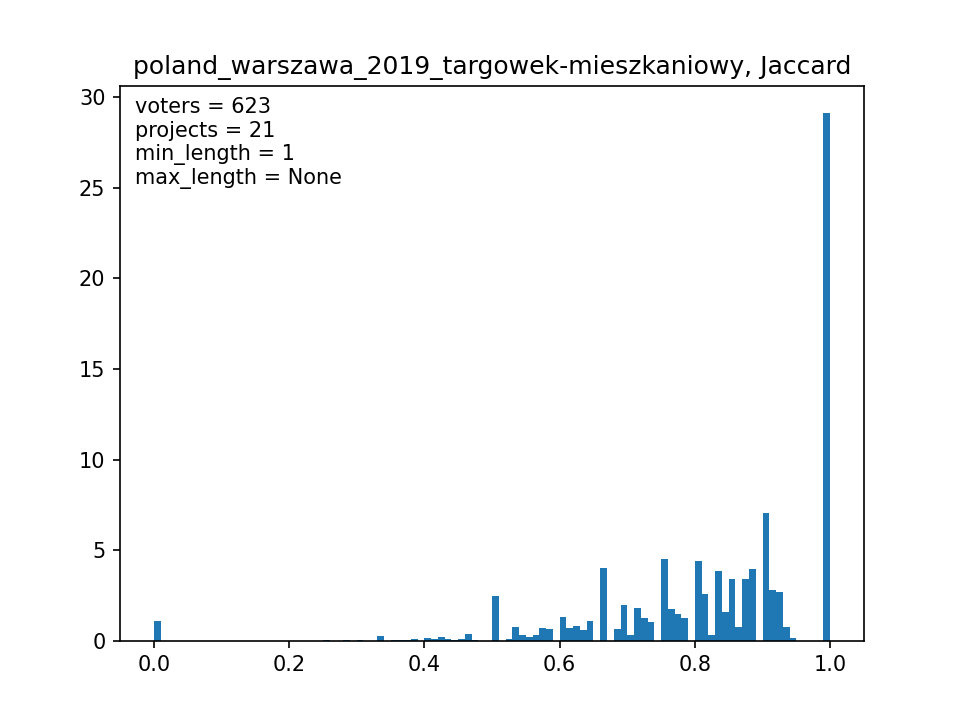 poland_warszawa_2019_targowek-mieszkaniowy, Jaccard
30
voters = 623
projects = 21
min_length = 1
max_length = None
25
20
15
10
5
0
0.0 0.2 0.4 0.6 0.8 1.0